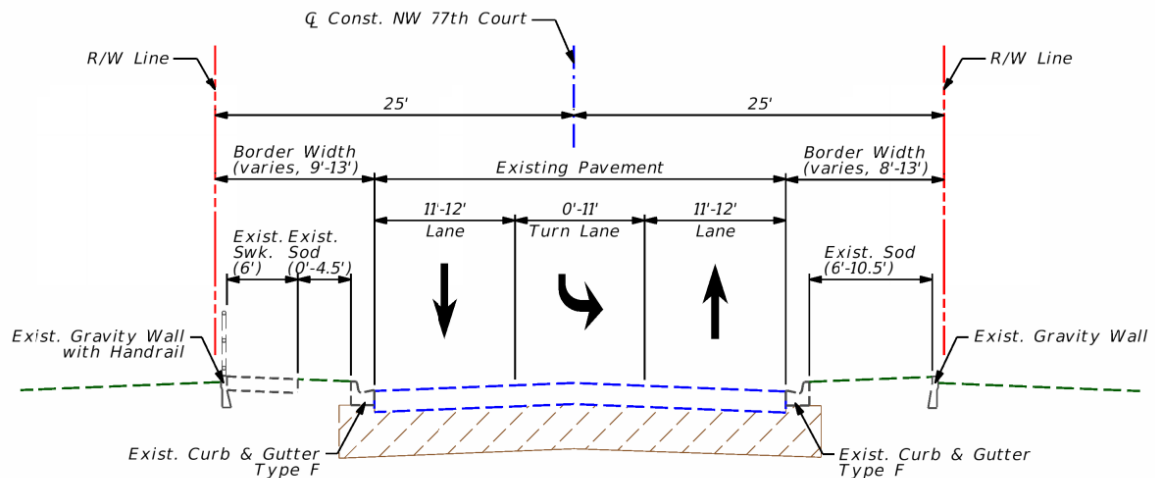 ℄ Const. NW 77th Court
R/W Line
R/W Line
25'
25'
Border Width
(varies, 9'-13')
Existing Pavement
Border Width
(varies, 8'-13')
11'-12'
Lane
0'-11'
Turn Lane
11'-12'
Lane
Exist.
Swk.
(6')
Exist.
Sod
(0'-4.5')
Exist. Sod
(6'-10.5')
Exist. Gravity Wall
with Handrail
Exist. Gravity Wall
Exist. Curb & Gutter
Type F
Exist. Curb & Gutter
Type F